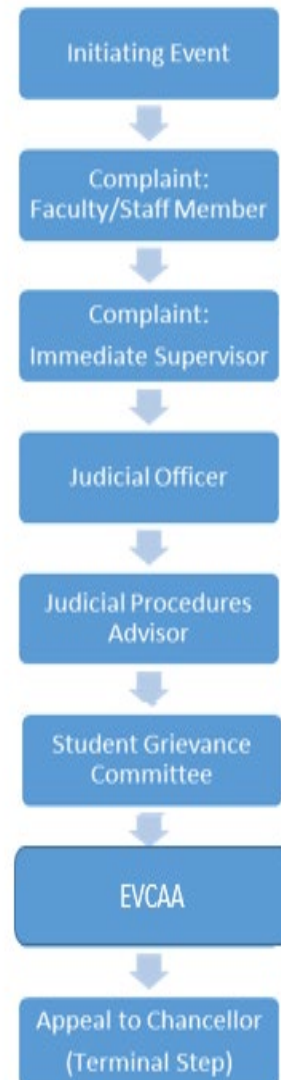 Initiating Event
Complaint:
Faculty/Staff Member
Complaint:
Immediate Supervisor
Judicial Officer
Judicial Procedures
Advisor
Student Grievance
Committee
EVCAA
Appeal to Chancellor
(Terminal Step)